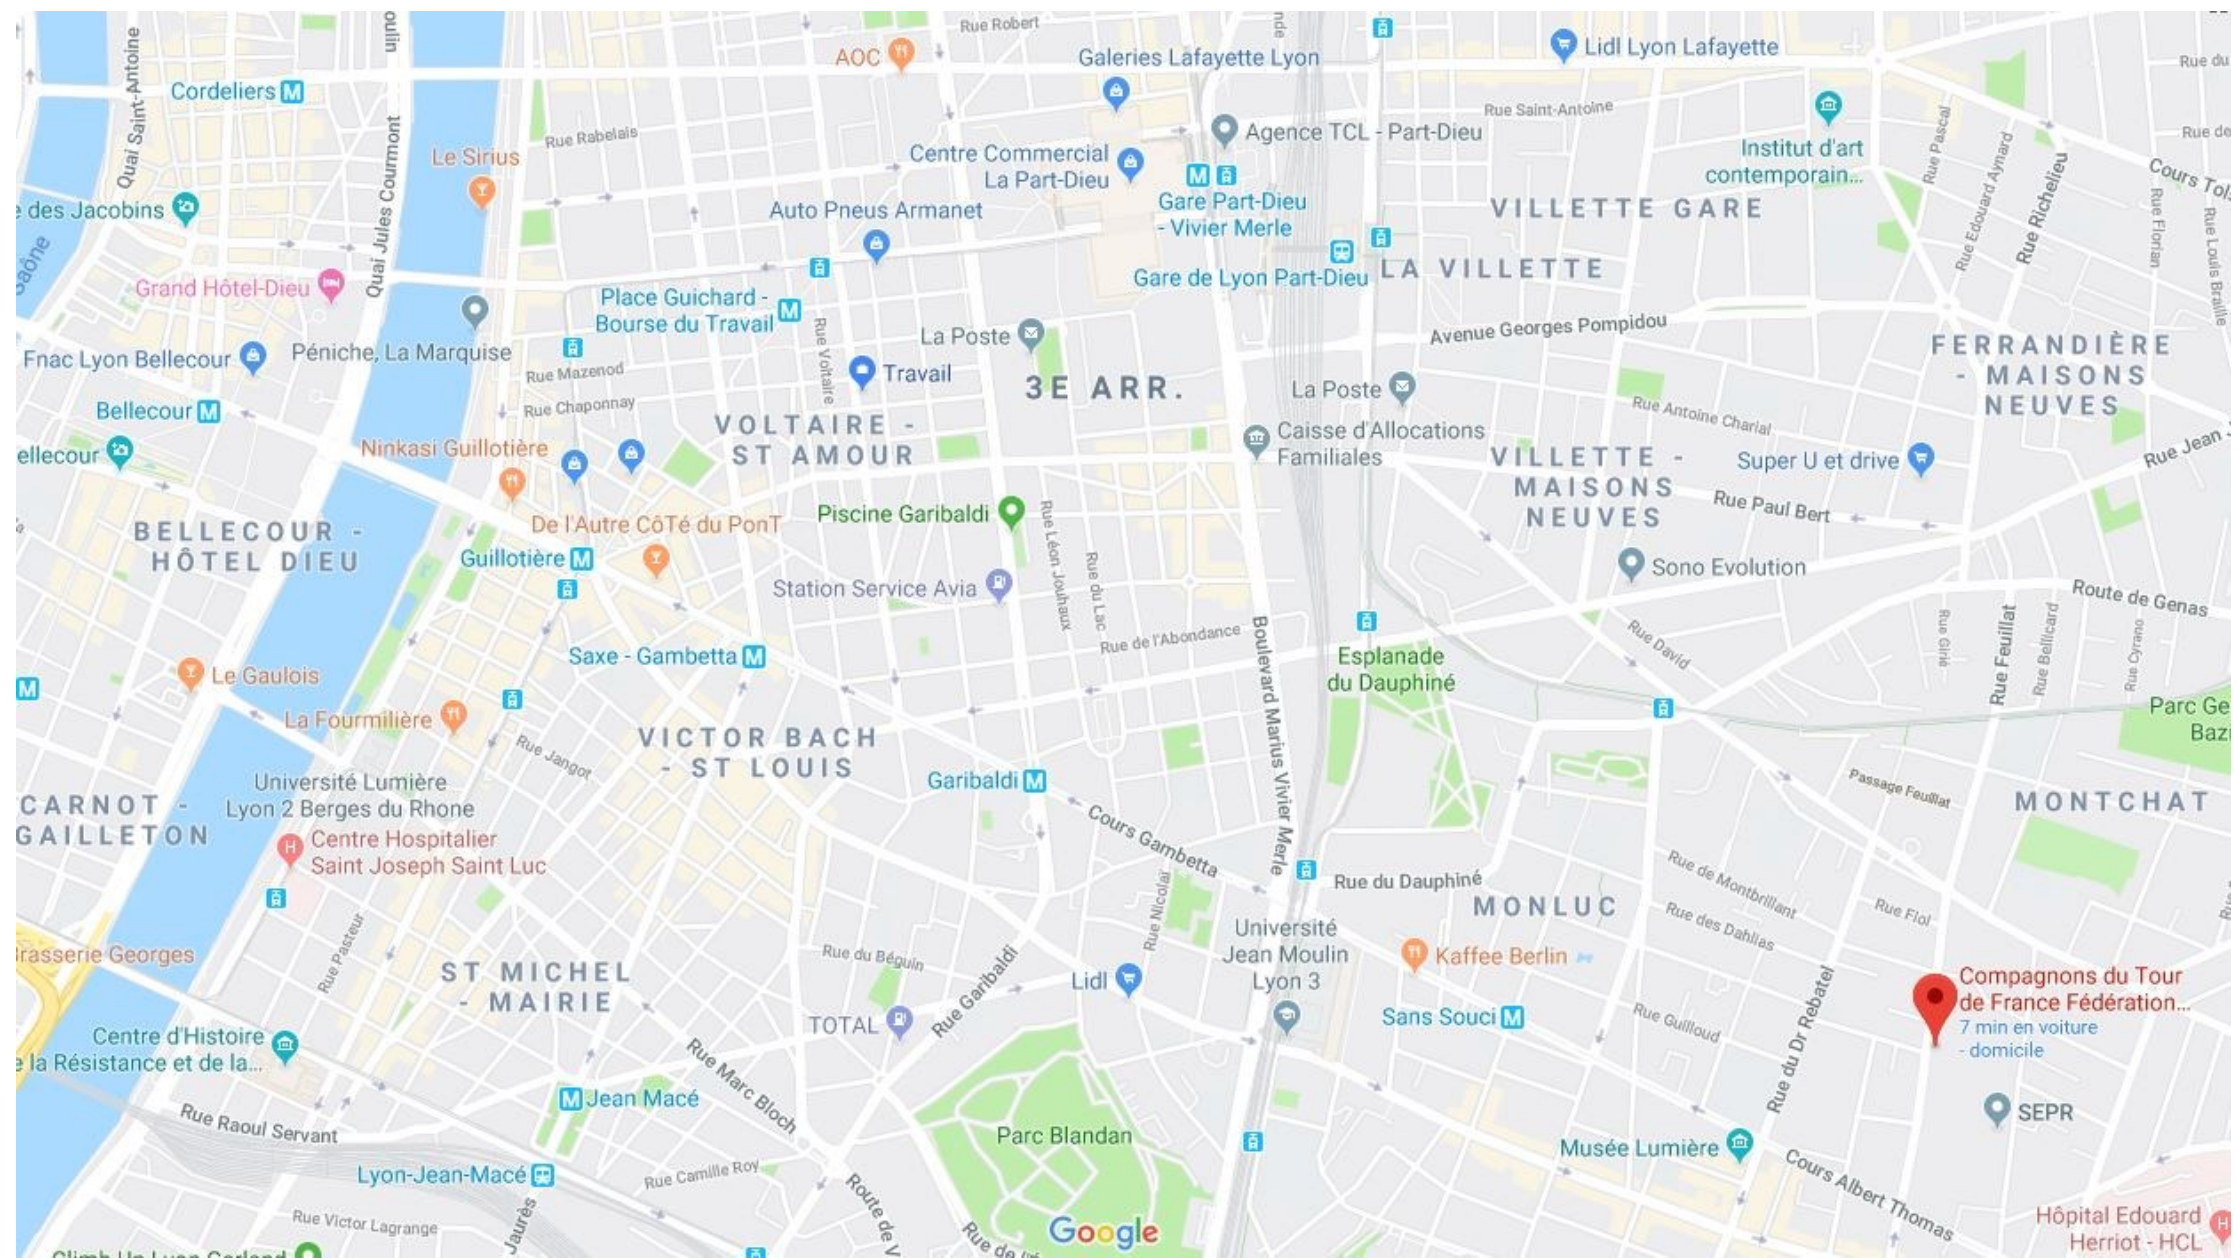 Rue Robert
AOC
Galeries Lafayette Lyon
Lidl Lyon Lafayette
Rue du
Quai Saint-Antoine
Cordeliers
Rue Rabelais
Rue Saint-Antoine
Agence TCL - Part-Dieu
Rue Pascal
Rue de
Quai Jules Courmont
Le Sirius
Centre Commercial
La Part-Dieu
Institut d'art
contemporain...
Rue Edouard Aynard
Rue Richelieu
Cours Tol
Rue Florian
Rue Louis Braille
e des Jacobins
Auto Pneus Armanet
Gare Part-Dieu
- Vivier Merle
VILLETTE GARE
Saône
Grand Hôtel-Dieu
Place Guichard -
Bourse du Travail
Gare de Lyon Part-Dieu
LA VILLETTE
Rue Voltaire
La Poste
Avenue Georges Pompidou
FERRANDIÈRE
- MAISONS
NEUVES
Fnac Lyon Bellecour
Péniche, La Marquise
Rue Mazenod
Travail
3E ARR.
La Poste
Bellecour
Rue Chaponnay
Rue Antoine Charial
VOLTAIRE -
ST AMOUR
Caisse d'Allocations
Familiales
Rue Jean
ellecour
Ninkasi Guillotière
VILLETTE -
MAISONS
NEUVES
Super U et drive
Rue Paul Bert
De l'Autre CôTé du PonT
Piscine Garibaldi
BELLECOUR -
HÔTEL DIEU
Guillotière
Rue Léon Jouhaux
Rue du Lac
Sono Evolution
Station Service Avia
Route de Genas
Rue de l'Abondance
Boulevard Marius Vivier Merle
Rue David
Rue Girié
Rue Feuillat
Rue Bellicard
Rue Cyrano
Saxe - Gambetta
Esplanade
du Dauphiné
Le Gaulois
La Fourmilière
Parc Ge
Bazi
VICTOR BACH
- ST LOUIS
Rue Jangot
Université Lumière
Lyon 2 Berges du Rhone
Garibaldi
Passage Feuillat
MONTCHAT
CARNOT -
GAILLETON
Centre Hospitalier
Saint Joseph Saint Luc
Cours Gambetta
Rue du Dauphiné
Rue de Montbrillant
MONLUC
Rue des Dahlias
Rue Fiol
Rue Nicolaï
Université
Jean Moulin
Lyon 3
Kaffee Berlin
rasserie Georges
Rue Pasteur
ST MICHEL
- MAIRIE
Rue du Béguin
Rue Garibaldi
Lidl
Compagnons du Tour
de France Fédération...
7 min en voiture
- domicile
TOTAL
Sans Souci
Rue Guilloud
Rue du Dr Rebatel
Centre d'Histoire
e la Résistance et de la...
Rue Marc Bloch
Jean Macé
Rue Raoul Servant
Parc Blandan
SEPR
Musée Lumière
Lyon-Jean-Macé
Rue Camille Roy
Cours Albert Thomas
Jaurès
Route de V
Rue Victor Lagrange
Google
Rue de
Hôpital Edouard
Herriot - HCL